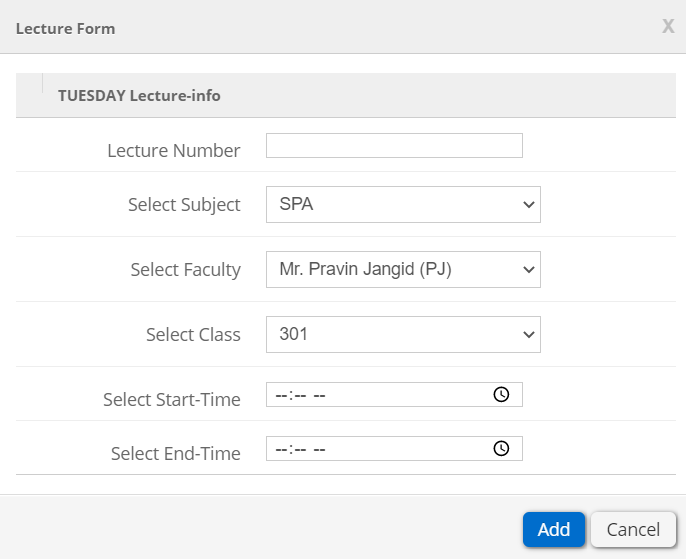 Lecture Form X
TUESDAY Lecture-info
Lecture Number
Select Subject SPA
Select Faculty Mr. Pravin Jangid (PJ)
Select Class 301
Select Start-Time --:-- --
Select End-Time --:-- --
Add Cancel